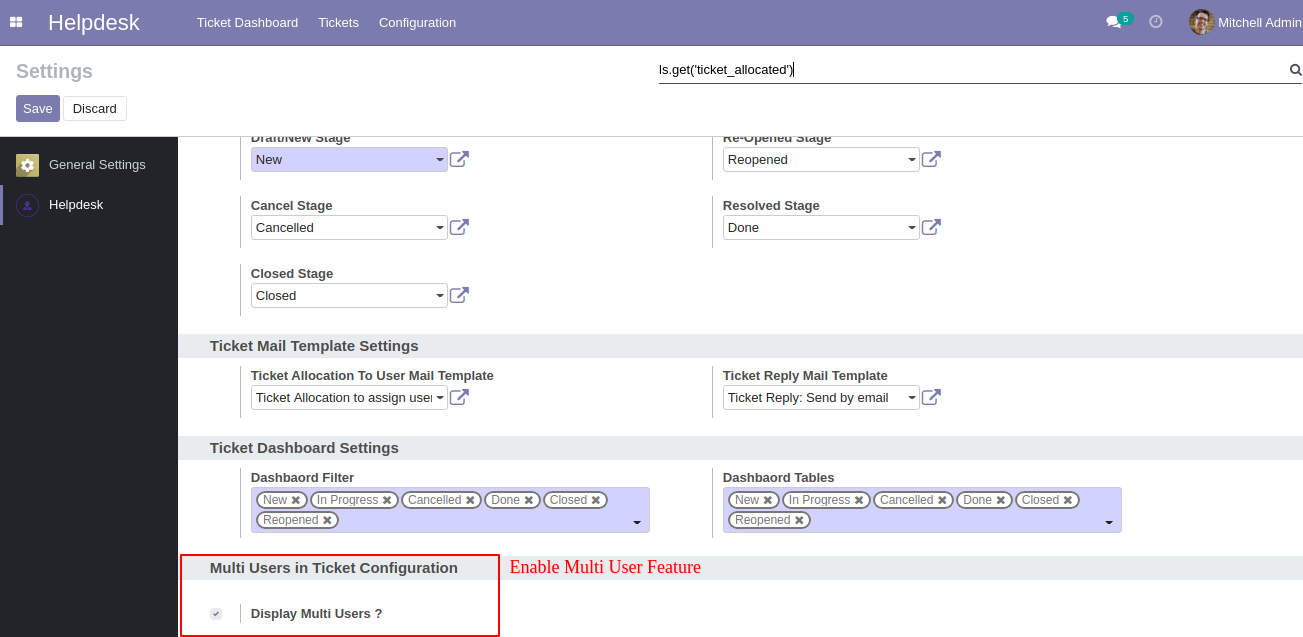 Helpdesk Ticket Dashboard Tickets Configuration 5 Mitchell Admin
Settings ls.get('ticket_allocated')
Save Discard
General Settings
Helpdesk
Draft/New Stage Re-Opened Stage
New Reopened
Cancel Stage Resolved Stage
Cancelled Done
Closed Stage
Closed
Ticket Mail Template Settings
Ticket Allocation To User Mail Template Ticket Reply Mail Template
Ticket Allocation to assign user Ticket Reply: Send by email
Ticket Dashboard Settings
Dashbaord Filter Dashbaord Tables
New In Progress Cancelled Done Closed New In Progress Cancelled Done Closed
Reopened Reopened
Multi Users in Ticket Configuration Enable Multi User Feature
Display Multi Users ?